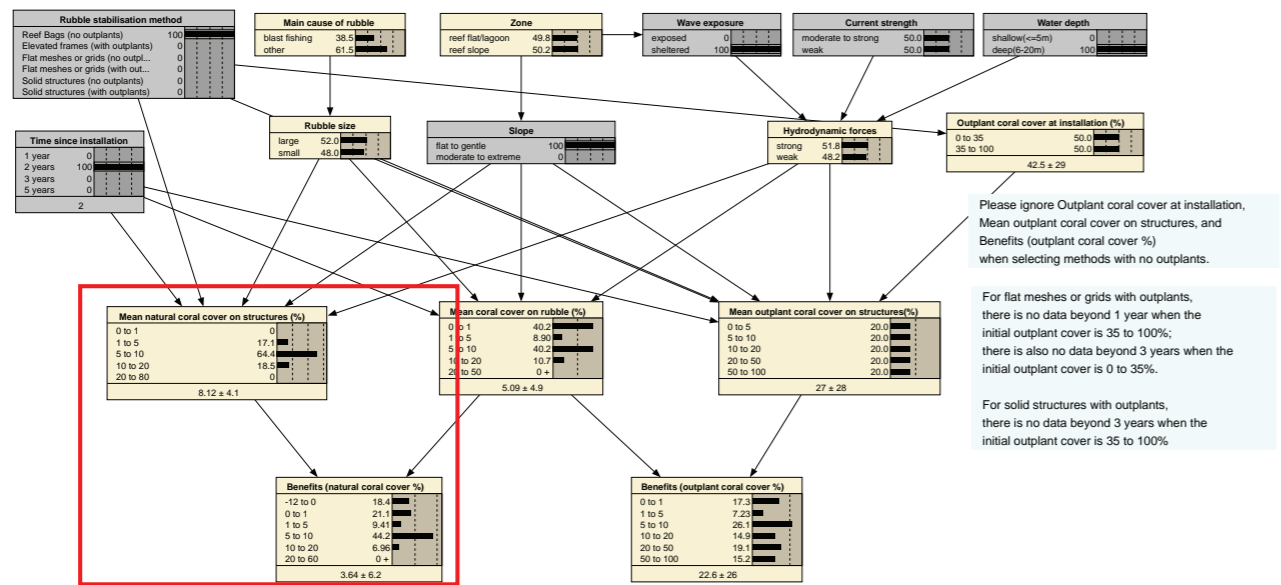 Rubble stabilisation method
Reef Bags (no outplants) 100
Elevated frames (with outplants) 0
Flat meshes or grids (no outpl... 0
Flat meshes or grids (with out... 0
Solid structures (no outplants) 0
Solid structures (with outplants) 0
Main cause of rubble
blast fishing 38.5
other 61.5
Zone
reef flat/lagoon 49.8
reef slope 50.2
Wave exposure
exposed 0
sheltered 100
Current strength
moderate to strong 50.0
weak 50.0
Water depth
shallow(<=5m) 0
deep(6-20m) 100
Time since installation
1 year 0
2 years 100
3 years 0
5 years 0
2
Rubble size
large 52.0
small 48.0
Slope
flat to gentle 100
moderate to extreme 0
Hydrodynamic forces
strong 51.8
weak 48.2
Outplant coral cover at installation (%)
0 to 35 50.0
35 to 100 50.0
42.5 ± 29
Please ignore Outplant coral cover at installation,
Mean outplant coral cover on structures, and
Benefits (outplant coral cover %)
when selecting methods with no outplants.
For flat meshes or grids with outplants,
there is no data beyond 1 year when the
initial outplant cover is 35 to 100%;
there is also no data beyond 3 years when the
initial outplant cover is 0 to 35%.
For solid structures with outplants,
there is no data beyond 3 years when the
initial outplant cover is 35 to 100%
Mean natural coral cover on structures (%)
0 to 1 0
1 to 5 17.1
5 to 10 64.4
10 to 20 18.5
20 to 80 0
8.12 ± 4.1
Mean coral cover on rubble (%)
0 to 1 40.2
1 to 5 8.90
5 to 10 40.2
10 to 20 10.7
20 to 50 0 +
5.09 ± 4.9
Mean outplant coral cover on structures(%)
0 to 5 20.0
5 to 10 20.0
10 to 20 20.0
20 to 50 20.0
50 to 100 20.0
27 ± 28
Benefits (natural coral cover %)
-12 to 0 18.4
0 to 1 21.1
1 to 5 9.41
5 to 10 44.2
10 to 20 6.96
20 to 60 0 +
3.64 ± 6.2
Benefits (outplant coral cover %)
0 to 1 17.3
1 to 5 7.23
5 to 10 26.1
10 to 20 14.9
20 to 50 19.1
50 to 100 15.2
22.6 ± 26